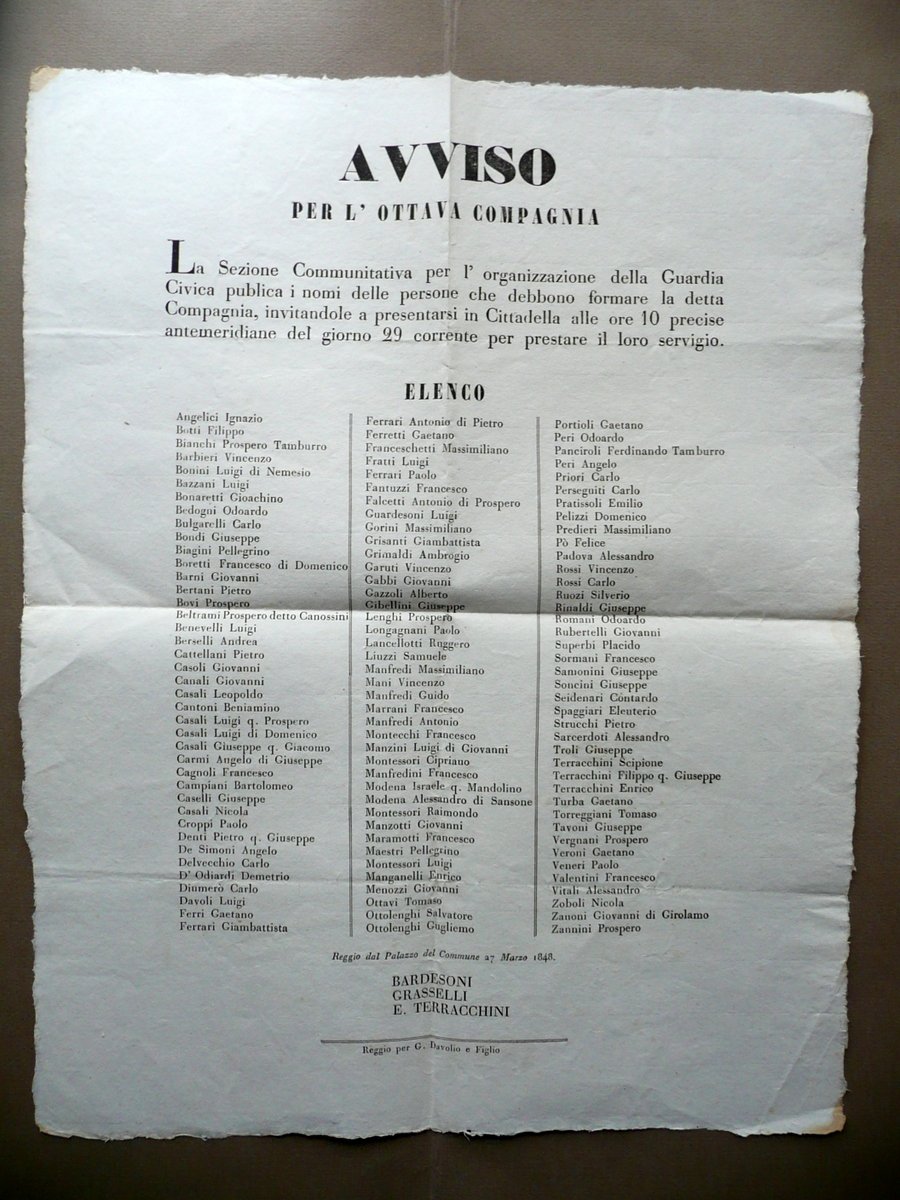 AVVISO
PER L' OTTAVA COMPAGNIA
La Sezione Communitativa per l' organizzazione della Guardia
Civica publica i nomi delle persone che debbono formare la detta
Compagnia, invitandole a presentarsi in Cittadella alle ore 10 precise
antemeridiane del giorno 29 corrente per prestare il loro servigio.
ELENCO
Angelici Ignazio
Botti Filippo
Bianchi Prospero Tamburro
Barbieri Vincenzo
Bonini Luigi di Nemesio
Bazzani Luigi
Bonaretti Gioachino
Bedogni Odoardo
Bulgarelli Carlo
Bondi Giuseppe
Biagini Pellegrino
Boretti Francesco di Domenico
Barni Giovanni
Bertani Pietro
Bovi Prospero
Beltrami Prospero detto Canossini
Benevelli Luigi
Berselli Andrea
Cattellani Pietro
Casoli Giovanni
Canali Giovanni
Casali Leopoldo
Cantoni Beniamino
Casali Luigi q. Prospero
Casali Luigi di Domenico
Casali Giuseppe q. Giacomo
Carmi Angelo di Giuseppe
Cagnoli Francesco
Campiani Bartolomeo
Caselli Giuseppe
Casali Nicola
Croppi Paolo
Denti Pietro q. Giuseppe
De Simoni Angelo
Delvecchio Carlo
D' Odiardi Demetrio
Dinmerò Carlo
Davoli Luigi
Ferri Gaetano
Ferrari Giambattista
Ferrari Antonio di Pietro
Ferretti Gaetano
Franceschetti Massimiliano
Fratti Luigi
Ferrari Paolo
Fantuzzi Francesco
Falcetti Antonio di Prospero
Guardesoni Luigi
Gorini Massimiliano
Grisanti Giambattista
Grimaldi Ambrogio
Garuti Vincenzo
Gabbi Giovanni
Gazzoli Alberto
Gibellini Giuseppe
Lenghi Prospero
Longagnani Paolo
Lancellotti Ruggero
Liuzzi Samuele
Manfredi Massimiliano
Mani Vincenzo
Manfredi Guido
Marrani Francesco
Manfredi Antonio
Montecchi Francesco
Manzini Luigi di Giovanni
Montessori Cipriano
Manfredini Francesco
Modena Israele q. Mandolino
Modena Alessandro di Sansone
Montessori Raimondo
Manzotti Giovanni
Maramotti Francesco
Maestri Pellegrino
Montessori Luigi
Manganelli Enrico
Menozzi Giovanni
Ottavi Tomaso
Ottolenghi Salvatore
Ottolenghi Guglielmo
Portioli Gaetano
Peri Odoardo
Panciroli Ferdinando Tamburro
Peri Angelo
Priori Carlo
Perseguiti Carlo
Pratissoli Emilio
Pelizzi Domenico
Predieri Massimiliano
Pò Felice
Padova Alessandro
Rossi Vincenzo
Rossi Carlo
Ruozi Silverio
Rinaldi Giuseppe
Romani Odoardo
Rubertelli Giovanni
Superbi Placido
Sormani Francesco
Samonini Giuseppe
Soncini Giuseppe
Seidenari Contardo
Spaggiari Eleuterio
Strucchi Pietro
Sarcerdoti Alessandro
Troli Giuseppe
Terracchini Scipione
Terracchini Filippo q. Giuseppe
Terracchini Enrico
Turba Gaetano
Torreggiani Tomaso
Tavoni Giuseppe
Vergnani Prospero
Veroni Gaetano
Veneri Paolo
Valentini Francesco
Vitali Alessandro
Zoboli Nicola
Zanoni Giovanni di Girolamo
Zannini Prospero
Reggio dal Palazzo del Commune 27 Marzo 1848.
BARDESONI
GRASSELLI
E. TERRACCHINI
Reggio per G. Davolio e Figlio